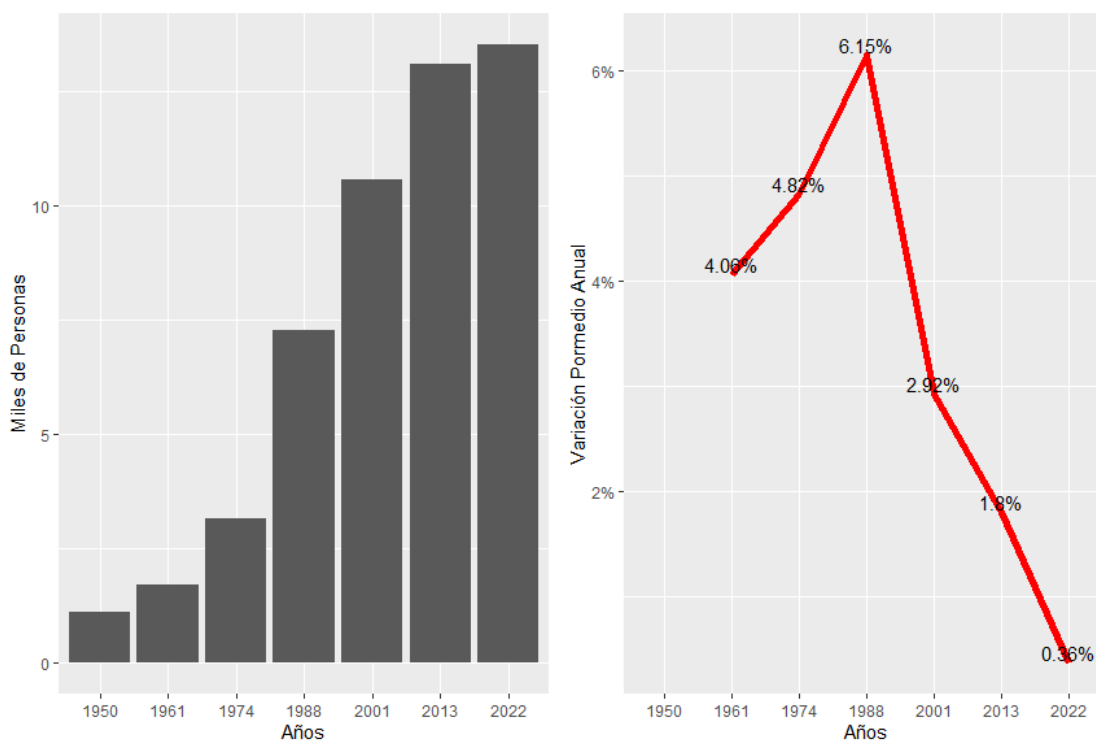 Miles de Personas
10
5
0
1950 1961 1974 1988 2001 2013 2022
Años
Variación Pormedio Anual
6%
4%
2%
4.06%
4.82%
6.15%
2.92%
1.8%
0.36%
1950 1961 1974 1988 2001 2013 2022
Años